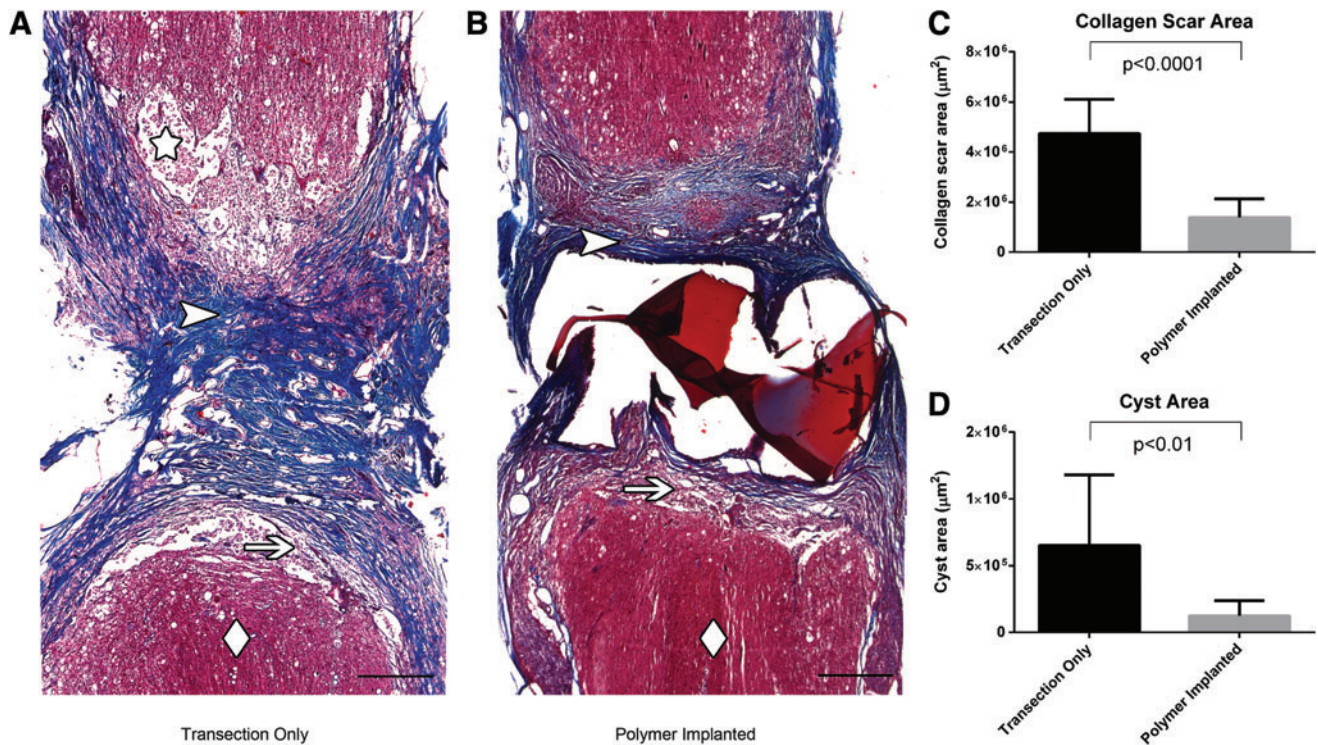 A
Transection Only
B
Polymer Implanted
C
Collagen Scar Area
p<0.0001
Collagen scar area (μm²)
8×10⁶
6×10⁶
4×10⁶
2×10⁶
0
Transection Only
Polymer Implanted
D
Cyst Area
p<0.01
Cyst area (μm²)
2×10⁶
1×10⁶
5×10⁵
0
Transection Only
Polymer Implanted